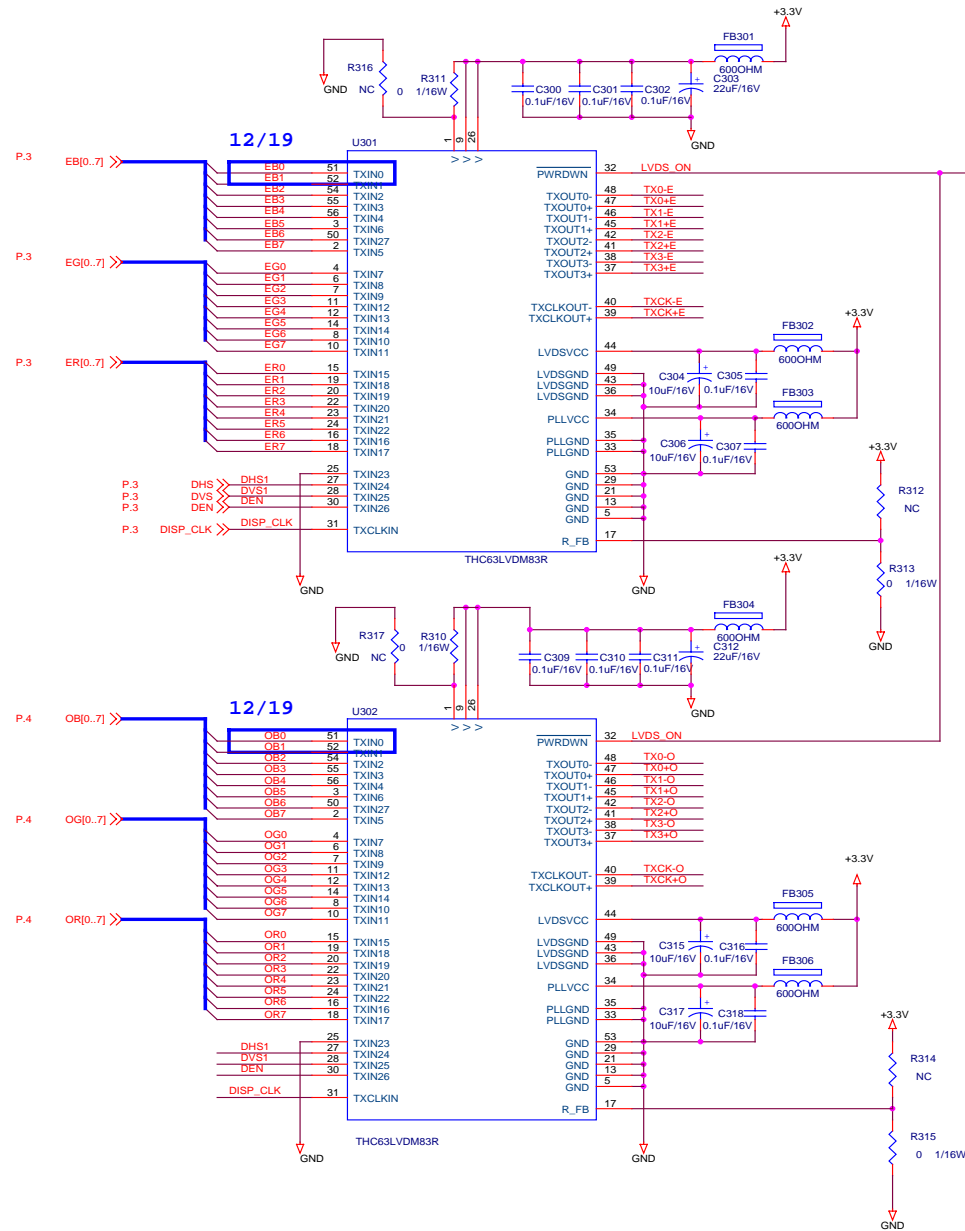 +3.3V
FB301
600OHM
R316
NC
0
R311
1/16W
C300
0.1uF/16V
C301
0.1uF/16V
C302
0.1uF/16V
C303
22uF/16V
+
GND
GND
12/19
U301
1
9
26
V
V
V
P.3 EB[0..7]
EB0 51 TXIN0
EB1 52 TXIN1
EB2 54 TXIN2
EB3 55 TXIN3
EB4 56 TXIN4
EB5 3 TXIN6
EB6 50 TXIN27
EB7 2 TXIN5
P.3 EG[0..7]
EG0 4 TXIN7
EG1 6 TXIN8
EG2 7 TXIN9
EG3 11 TXIN12
EG4 12 TXIN13
EG5 14 TXIN14
EG6 8 TXIN10
EG7 10 TXIN11
P.3 ER[0..7]
ER0 15 TXIN15
ER1 19 TXIN18
ER2 20 TXIN19
ER3 22 TXIN20
ER4 23 TXIN21
ER5 24 TXIN22
ER6 16 TXIN16
ER7 18 TXIN17
25 TXIN23
P.3 DHS DHS1 27 TXIN24
P.3 DVS DVS1 28 TXIN25
P.3 DEN DEN 30 TXIN26
P.3 DISP_CLK DISP_CLK 31 TXCLKIN
GND
PWRDWN 32 LVDS_ON
TXOUT0- 48 TX0-E
TXOUT0+ 47 TX0+E
TXOUT1- 46 TX1-E
TXOUT1+ 45 TX1+E
TXOUT2- 42 TX2-E
TXOUT2+ 41 TX2+E
TXOUT3- 38 TX3-E
TXOUT3+ 37 TX3+E
TXCLKOUT- 40 TXCK-E
TXCLKOUT+ 39 TXCK+E
LVDSVCC 44
LVDSGND 49
LVDSGND 43
LVDSGND 36
PLLVCC 34
PLLGND 35
PLLGND 33
GND 53
GND 29
GND 21
GND 13
GND 5
R_FB 17
THC63LVDM83R
GND
+3.3V
FB302
600OHM
C304
10uF/16V
+
C305
0.1uF/16V
FB303
600OHM
C306
10uF/16V
+
C307
0.1uF/16V
+3.3V
R312
NC
R313
0 1/16W
GND
+3.3V
FB304
600OHM
R317
0
NC
R310
1/16W
C309
0.1uF/16V
C310
0.1uF/16V
C311
0.1uF/16V
C312
22uF/16V
+
GND
GND
12/19
U302
1
9
26
V
V
V
P.4 OB[0..7]
OB0 51 TXIN0
OB1 52 TXIN1
OB2 54 TXIN2
OB3 55 TXIN3
OB4 56 TXIN4
OB5 3 TXIN6
OB6 50 TXIN27
OB7 2 TXIN5
P.4 OG[0..7]
OG0 4 TXIN7
OG1 6 TXIN8
OG2 7 TXIN9
OG3 11 TXIN12
OG4 12 TXIN13
OG5 14 TXIN14
OG6 8 TXIN10
OG7 10 TXIN11
P.4 OR[0..7]
OR0 15 TXIN15
OR1 19 TXIN18
OR2 20 TXIN19
OR3 22 TXIN20
OR4 23 TXIN21
OR5 24 TXIN22
OR6 16 TXIN16
OR7 18 TXIN17
25 TXIN23
DHS1 27 TXIN24
DVS1 28 TXIN25
DEN 30 TXIN26
DISP_CLK 31 TXCLKIN
GND
PWRDWN 32 LVDS_ON
TXOUT0- 48 TX0-O
TXOUT0+ 47 TX0+O
TXOUT1- 46 TX1-O
TXOUT1+ 45 TX1+O
TXOUT2- 42 TX2-O
TXOUT2+ 41 TX2+O
TXOUT3- 38 TX3-O
TXOUT3+ 37 TX3+O
TXCLKOUT- 40 TXCK-O
TXCLKOUT+ 39 TXCK+O
LVDSVCC 44
LVDSGND 49
LVDSGND 43
LVDSGND 36
PLLVCC 34
PLLGND 35
PLLGND 33
GND 53
GND 29
GND 21
GND 13
GND 5
R_FB 17
THC63LVDM83R
GND
+3.3V
FB305
600OHM
C315
10uF/16V
+
C316
0.1uF/16V
FB306
600OHM
C317
10uF/16V
+
C318
0.1uF/16V
+3.3V
R314
NC
R315
0 1/16W
GND